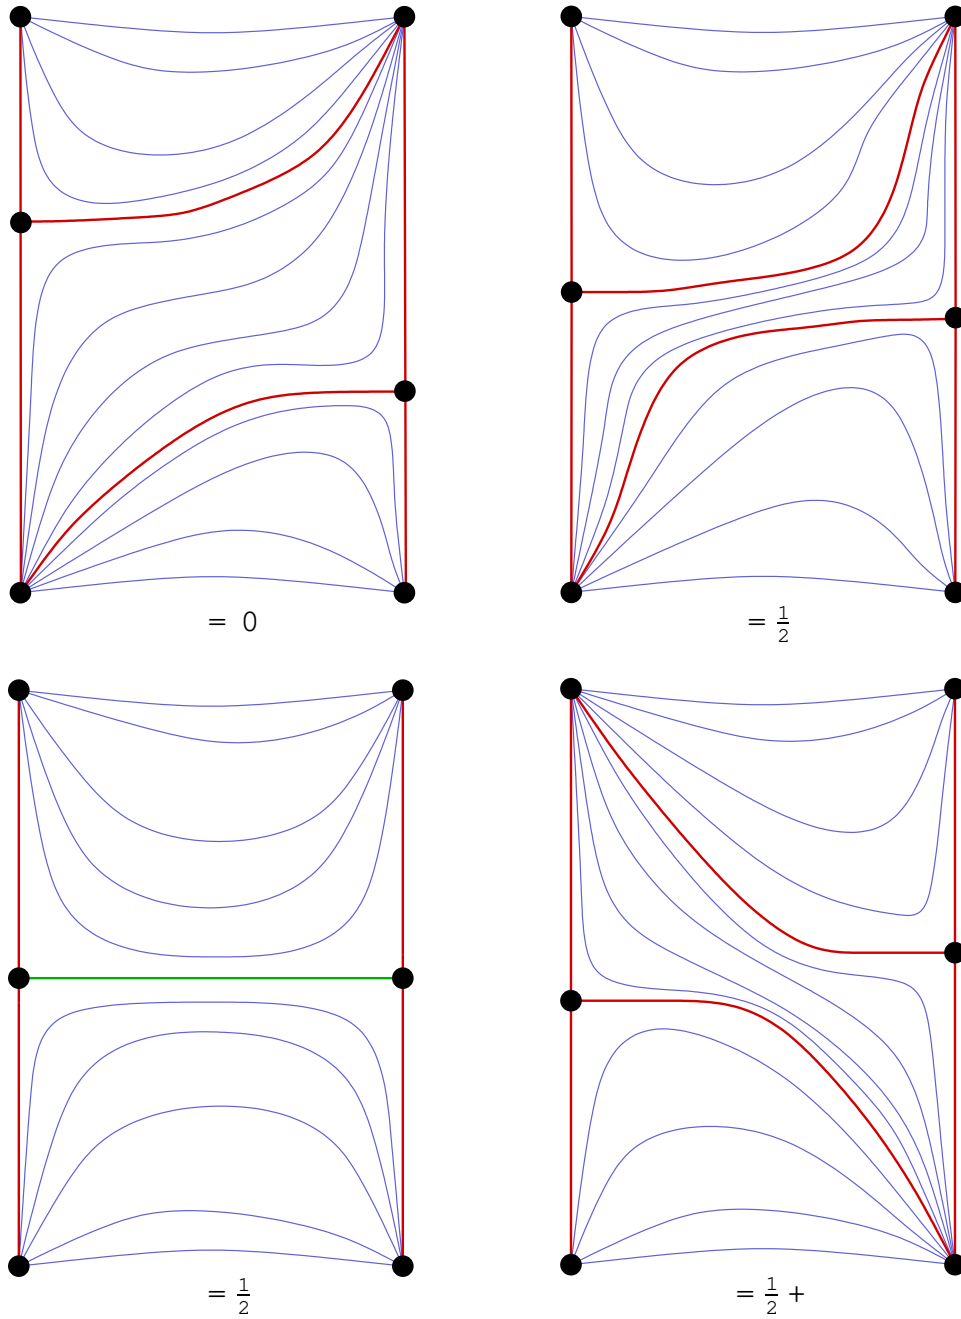 = 0
= 1/2
= 1/2
= 1/2 +